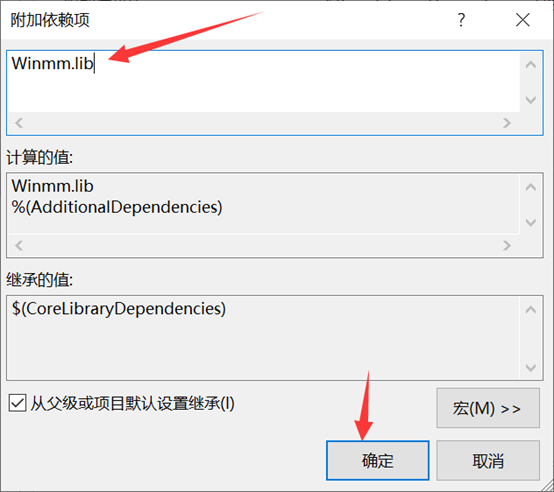 附加依赖项
?
Winmm.lib
计算的值:
Winmm.lib
%(AdditionalDependencies)
继承的值:
$(CoreLibraryDependencies)
从父级或项目默认设置继承(I)
宏(M) >>
确定
取消